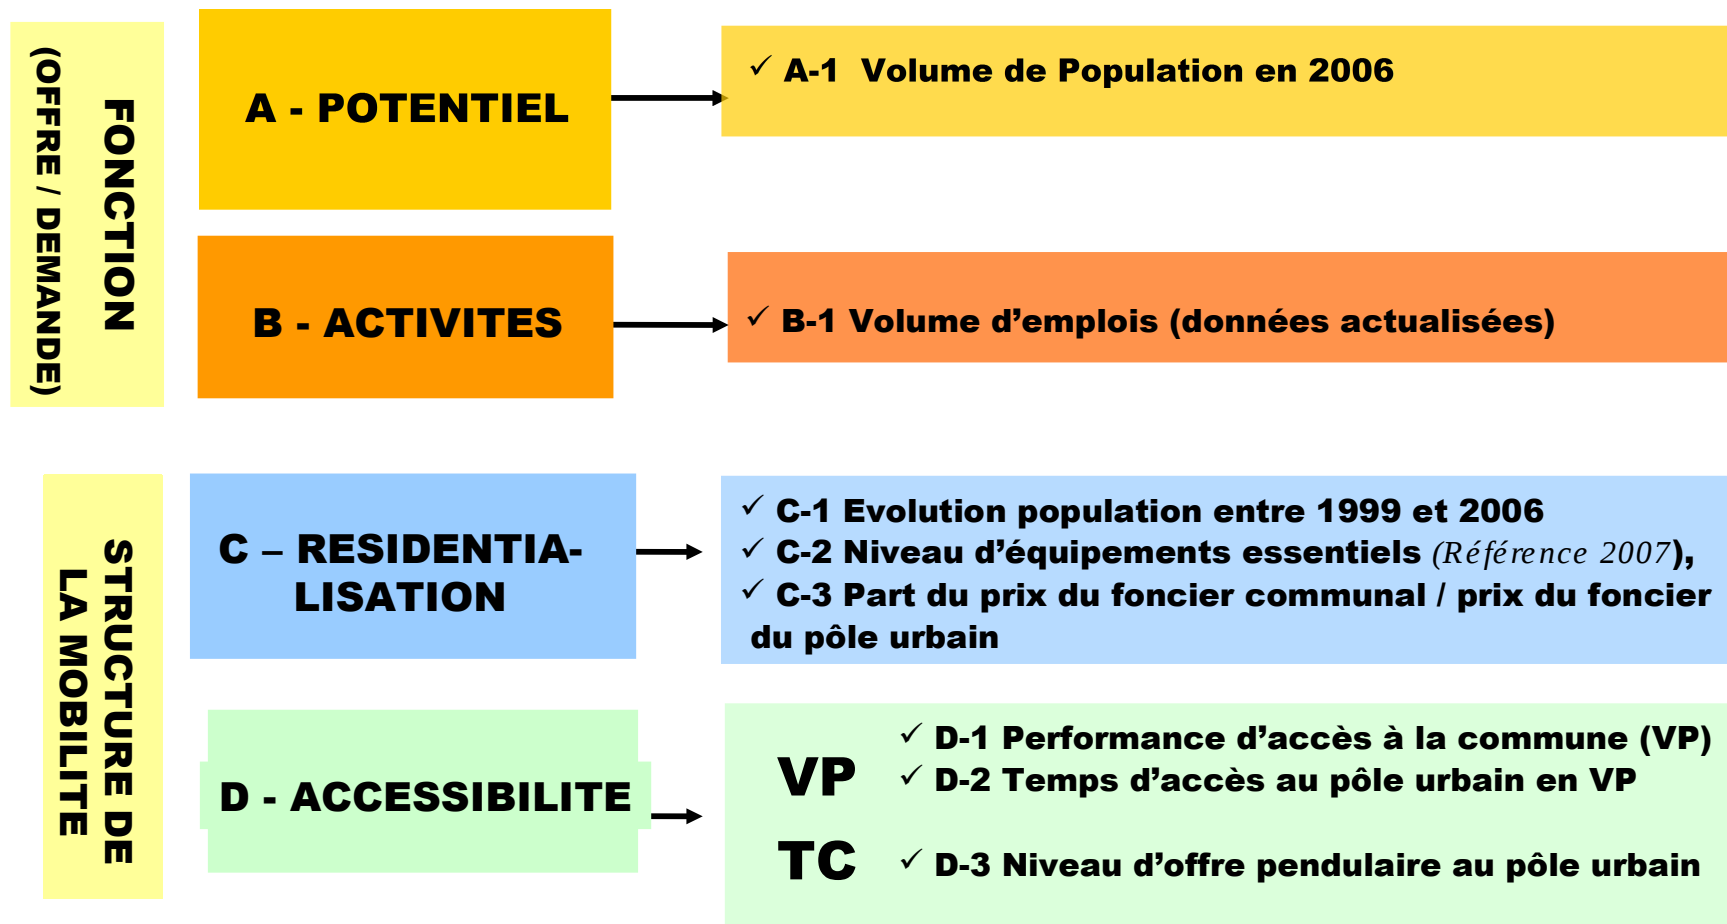 FONCTION
(OFFRE / DEMANDE)
A - POTENTIEL
✓ A-1 Volume de Population en 2006
B - ACTIVITES
✓ B-1 Volume d’emplois (données actualisées)
STRUCTURE DE
LA MOBILITE
C – RESIDENTIA-
LISATION
✓ C-1 Evolution population entre 1999 et 2006
✓ C-2 Niveau d’équipements essentiels (Référence 2007),
✓ C-3 Part du prix du foncier communal / prix du foncier
du pôle urbain
D - ACCESSIBILITE
VP
✓ D-1 Performance d’accès à la commune (VP)
✓ D-2 Temps d’accès au pôle urbain en VP
TC
✓ D-3 Niveau d’offre pendulaire au pôle urbain